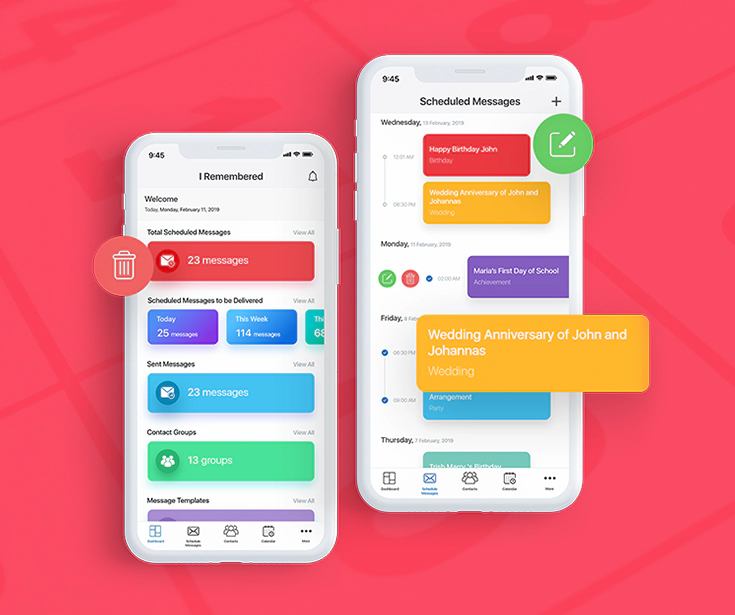 9:45
I Remembered
Welcome
Today, Monday, February 11, 2019
Total Scheduled Messages View All
23 messages
Scheduled Messages to be Delivered View All
Today
25 messages
This Week
114 messages
Th
68
Sent Messages View All
23 messages
Contact Groups View All
13 groups
Message Templates View All
Dashboard
Schedule
Messages
Contacts
Calendar
More
9:45
Scheduled Messages +
Wednesday, 13 February, 2019
12:01 AM
Happy Birthday John
Birthday
06:30 PM
Wedding Anniversary of John and
Johannas
Wedding
Monday, 11 February, 2019
02:00 AM
Maria's First Day of School
Achievement
Friday, 8 Feb
06:30 PM
Wedding Anniversary of John and
Johannas
Wedding
09:00 AM
Arrangement
Party
Thursday, 7 February, 2019
Trish Marry 's Birthday
Dashboard
Schedule
Messages
Contacts
Calendar
More